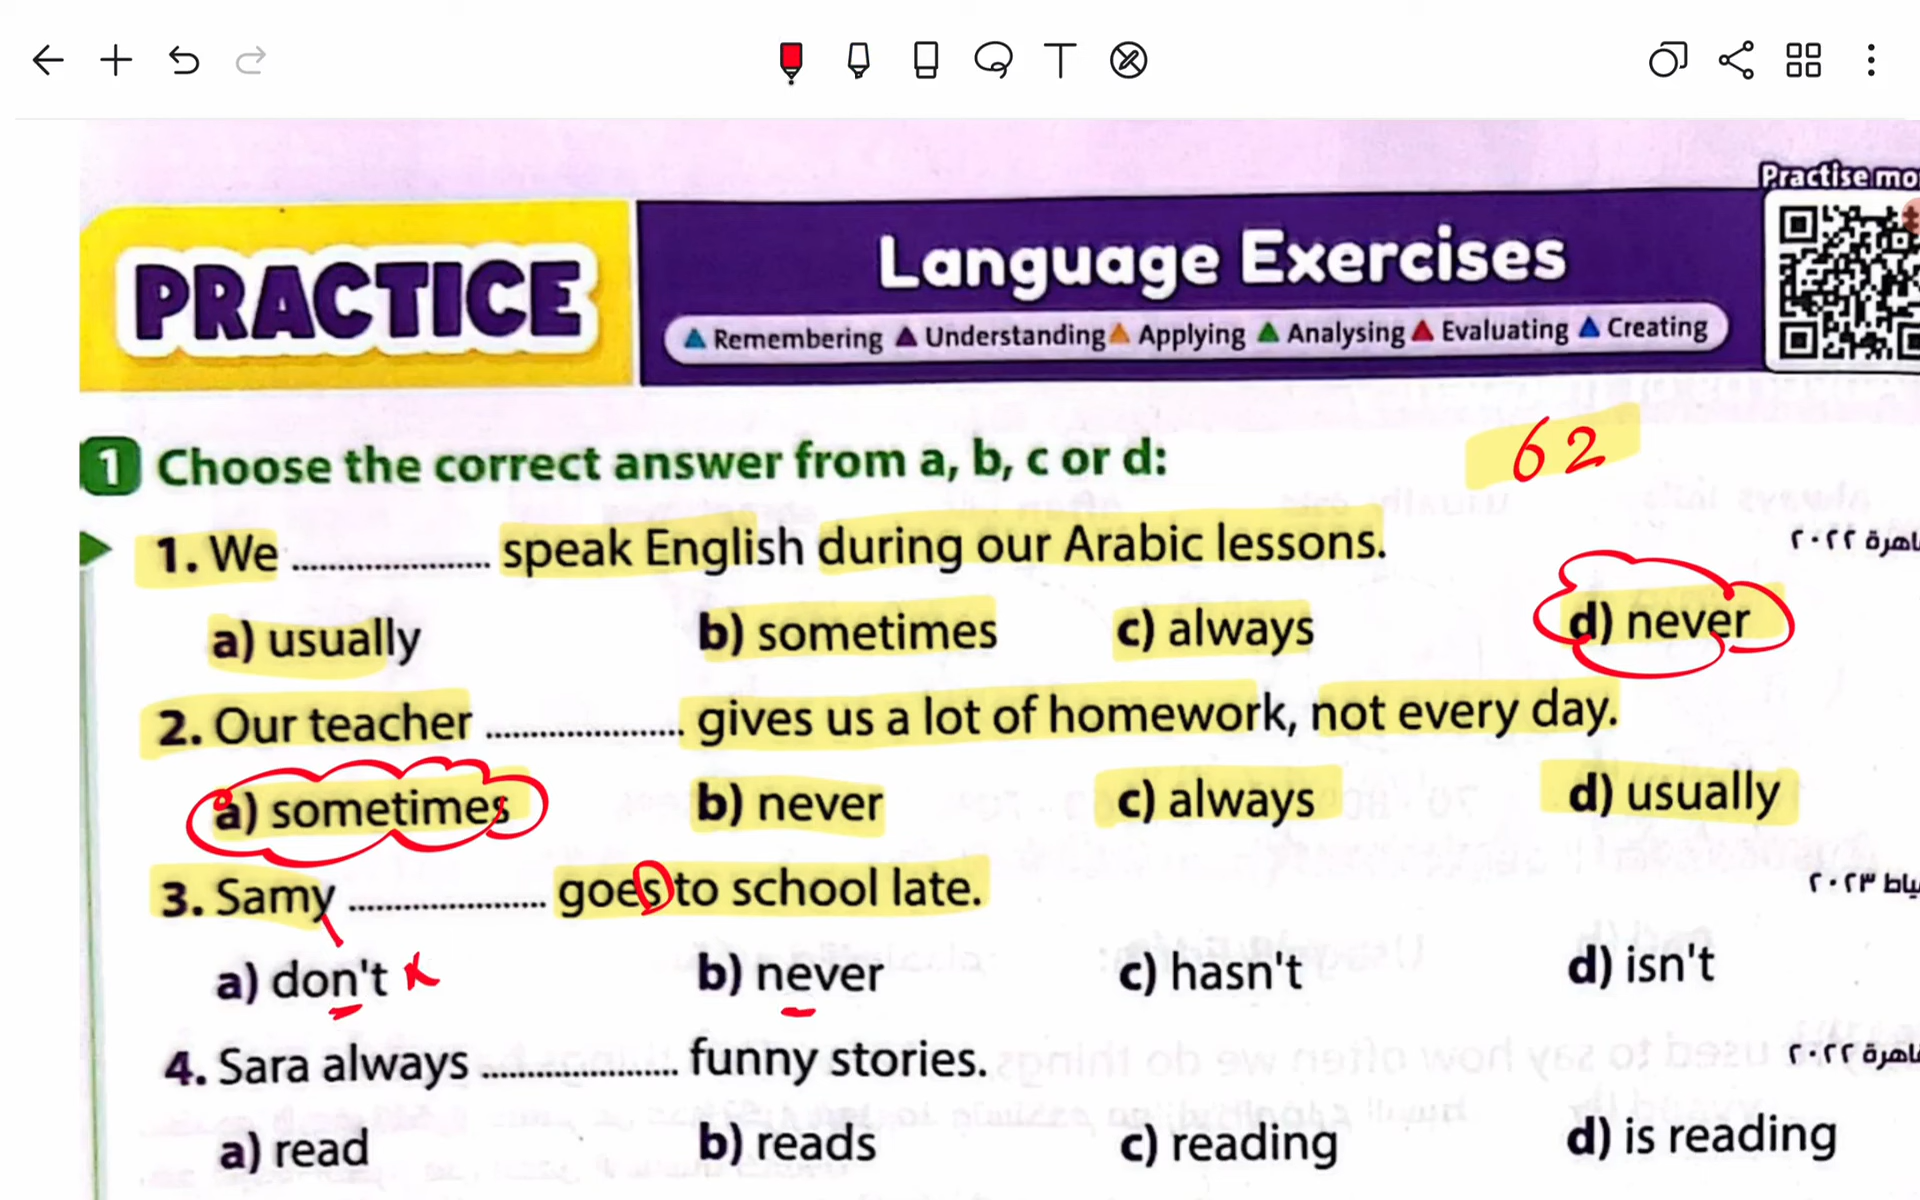 Practise mo
PRACTICE
Language Exercises
Remembering Understanding Applying Analysing Evaluating Creating
1 Choose the correct answer from a, b, c or d:
62
1. We .................... speak English during our Arabic lessons.
٢٠٢٢
a) usually b) sometimes c) always d) never
2. Our teacher .................... gives us a lot of homework, not every day.
a) sometimes b) never c) always d) usually
3. Samy .................... goes to school late.
٢٠٢٣
a) don't b) never c) hasn't d) isn't
4. Sara always .................... funny stories.
٢٠٢٢
a) read b) reads c) reading d) is reading